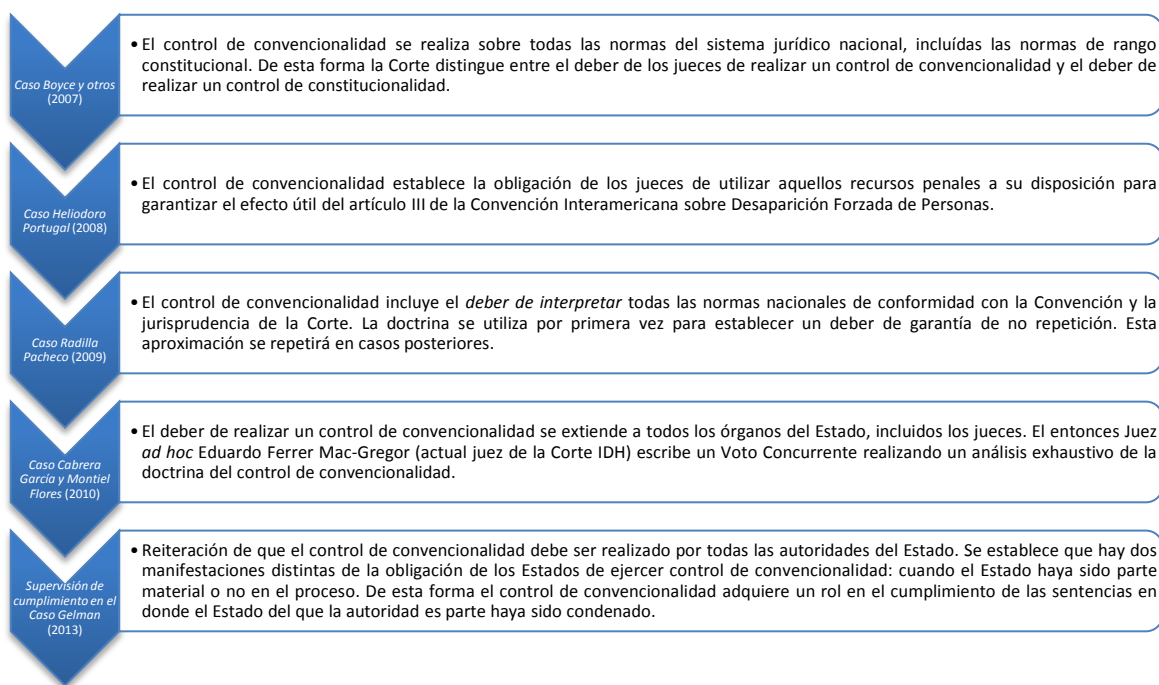 Caso Boyce y otros
(2007)
• El control de convencionalidad se realiza sobre todas las normas del sistema jurídico nacional, incluídas las normas de rango
constitucional. De esta forma la Corte distingue entre el deber de los jueces de realizar un control de convencionalidad y el deber de
realizar un control de constitucionalidad.
Caso Heliodoro
Portugal (2008)
• El control de convencionalidad establece la obligación de los jueces de utilizar aquellos recursos penales a su disposición para
garantizar el efecto útil del artículo III de la Convención Interamericana sobre Desaparición Forzada de Personas.
Caso Radilla
Pacheco (2009)
• El control de convencionalidad incluye el deber de interpretar todas las normas nacionales de conformidad con la Convención y la
jurisprudencia de la Corte. La doctrina se utiliza por primera vez para establecer un deber de garantía de no repetición. Esta
aproximación se repetirá en casos posteriores.
Caso Cabrera
García y Montiel
Flores (2010)
• El deber de realizar un control de convencionalidad se extiende a todos los órganos del Estado, incluidos los jueces. El entonces Juez
ad hoc Eduardo Ferrer Mac-Gregor (actual juez de la Corte IDH) escribe un Voto Concurrente realizando un análisis exhaustivo de la
doctrina del control de convencionalidad.
Supervisión de
cumplimiento en el
Caso Gelman
(2013)
• Reiteración de que el control de convencionalidad debe ser realizado por todas las autoridades del Estado. Se establece que hay dos
manifestaciones distintas de la obligación de los Estados de ejercer control de convencionalidad: cuando el Estado haya sido parte
material o no en el proceso. De esta forma el control de convencionalidad adquiere un rol en el cumplimiento de las sentencias en
donde el Estado del que la autoridad es parte haya sido condenado.